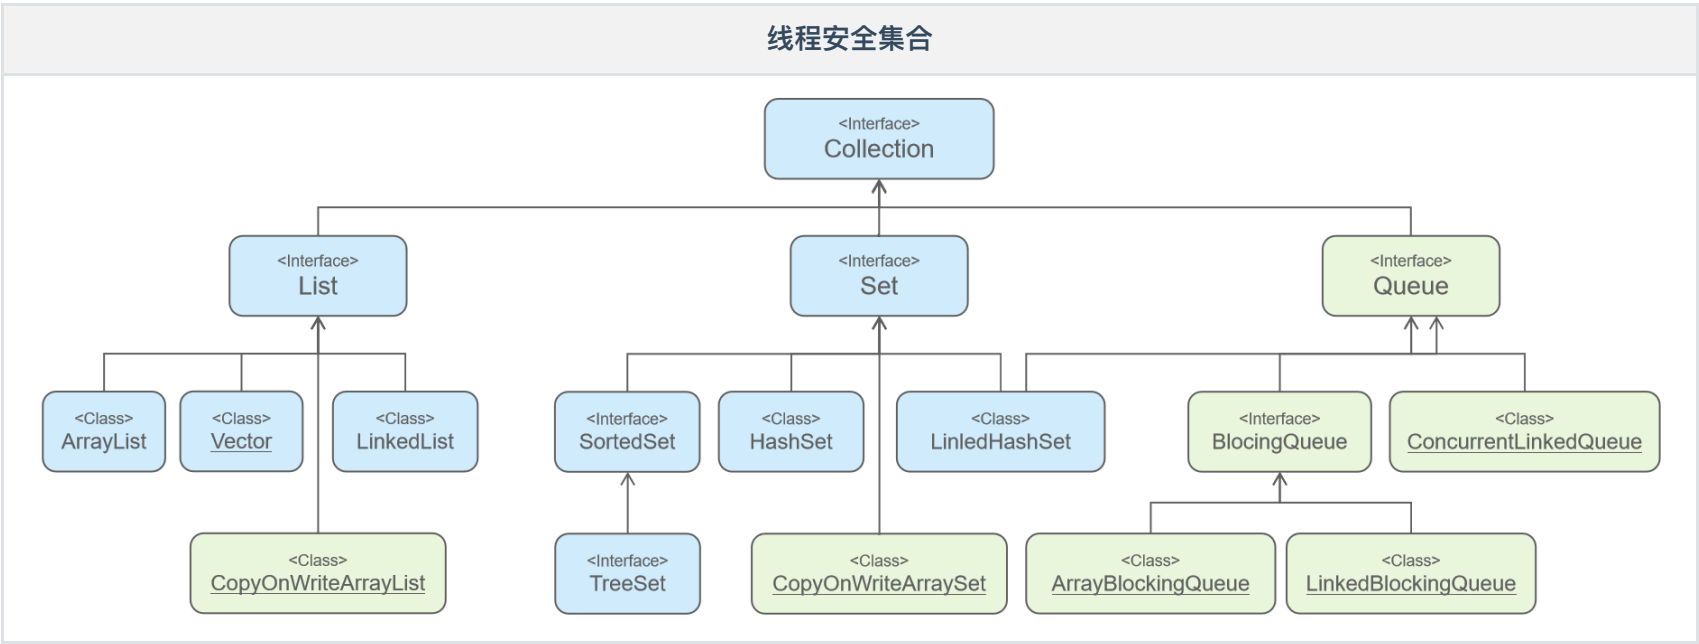 线程安全集合
<Interface>
Collection
<Interface>
List
<Interface>
Set
<Interface>
Queue
<Class>
ArrayList
<Class>
Vector
<Class>
LinkedList
<Interface>
SortedSet
<Class>
HashSet
<Class>
LinledHashSet
<Interface>
BlocingQueue
<Class>
ConcurrentLinkedQueue
<Class>
CopyOnWriteArrayList
<Interface>
TreeSet
<Class>
CopyOnWriteArraySet
<Class>
ArrayBlockingQueue
<Class>
LinkedBlockingQueue